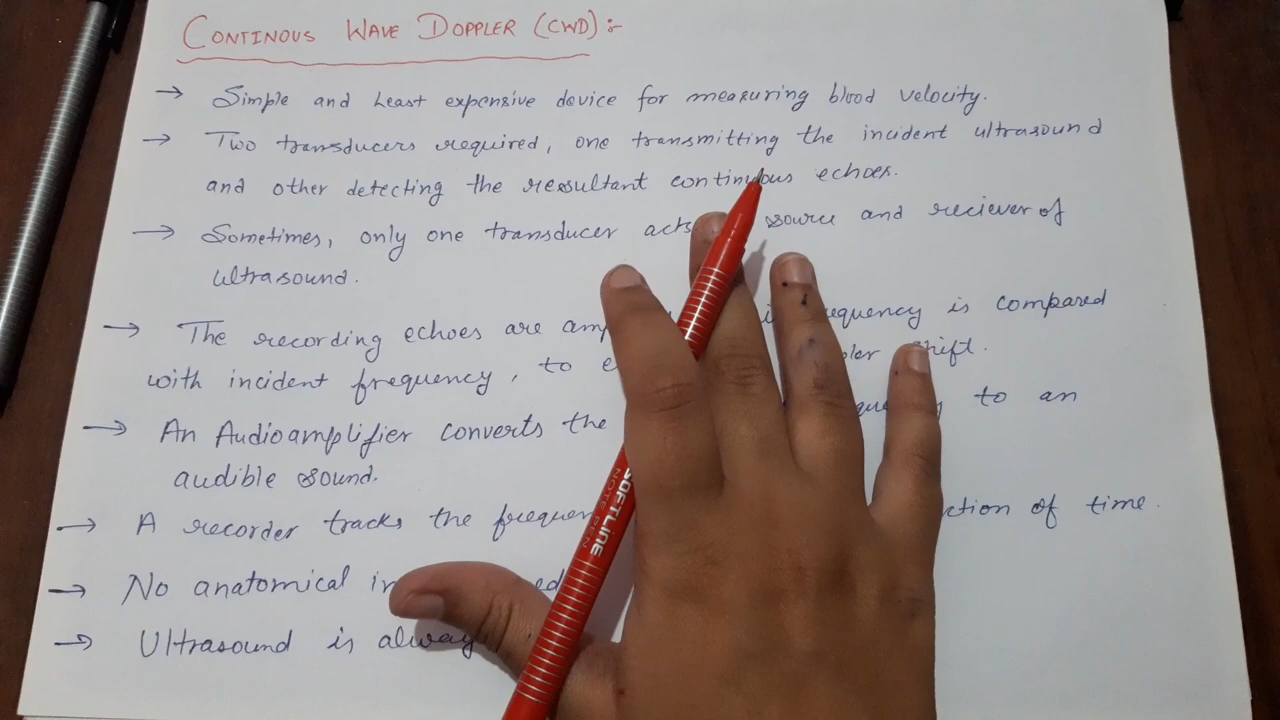 CONTINOUS WAVE DOPPLER (CWD):-
→ Simple and least expensive device for measuring blood velocity.
→ Two transducers required, one transmitting the incident ultrasound
and other detecting the resultant continuous echoes.
→ Sometimes, only one transducer acts source and reciever of
ultrasound.
→ The recording echoes are is compared
with incident frequency, to shift.
→ An Audioamplifier converts the to an
audible sound.
→ A recorder tracks the of time.
→ No anatomical
→ Ultrasound is
SOFTLINE
NOTE PEN